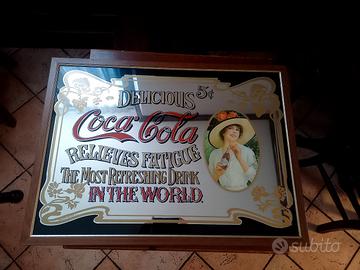 DELICIOUS 5¢
Coca-Cola
RELIEVES FATIGUE
THE MOST REFRESHING DRINK
IN THE WORLD.
subito